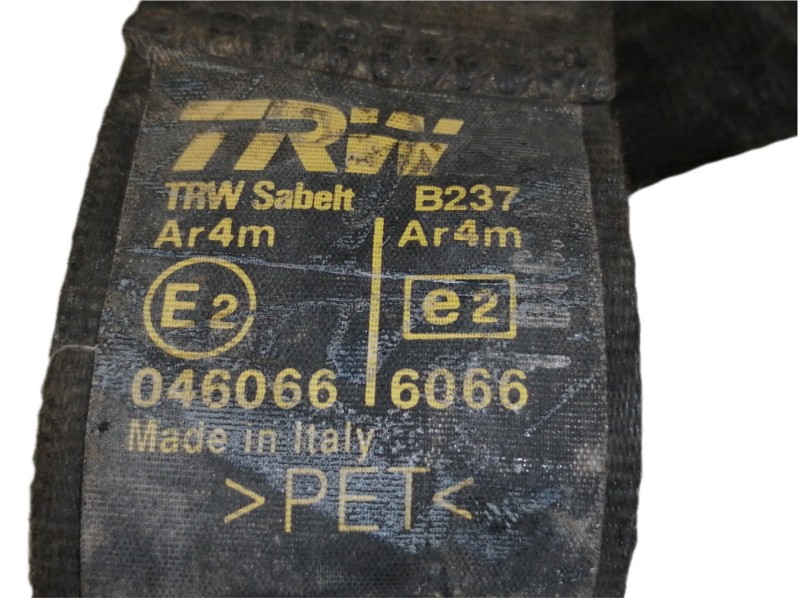 TRW
TRW Sabelt B237
Ar4m Ar4m
E2 e2
046066 6066
Made in Italy
>PET<